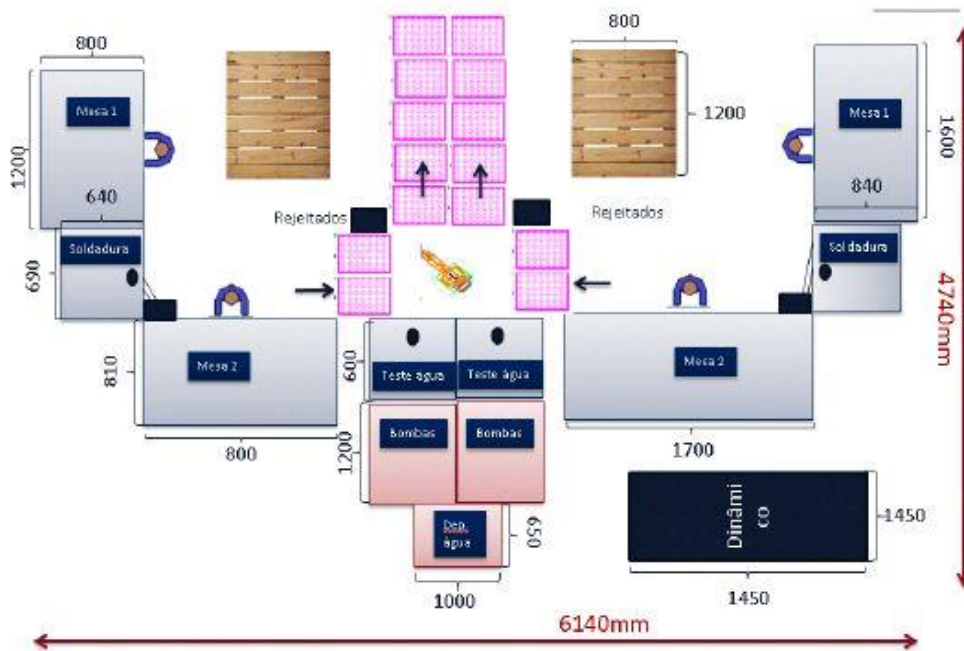 800
800
Mesa 1
Mesa 1
1200
1200
1600
640
840
Rejeitados
Rejeitados
Soldadura
Soldadura
690
4740mm
810
Mesa 2
600
Teste água
Teste água
Mesa 2
Bombas
Bombas
800
1200
1700
Dinâmi
co
1450
Dep.
água
650
1000
1450
6140mm